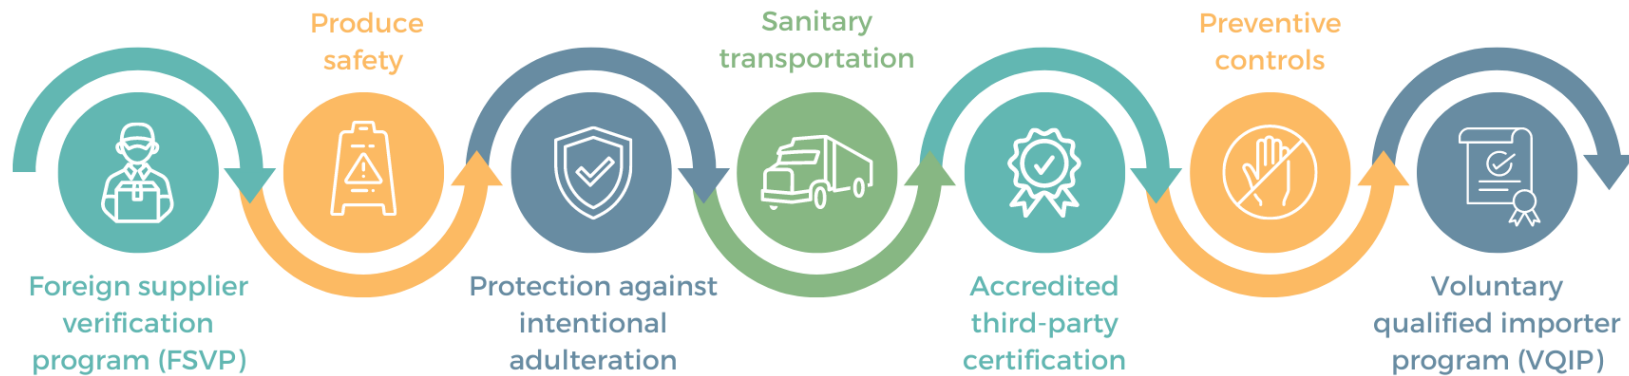 Foreign supplier
verification
program (FSVP)
Produce
safety
Protection against
intentional
adulteration
Sanitary
transportation
Accredited
third-party
certification
Preventive
controls
Voluntary
qualified importer
program (VQIP)